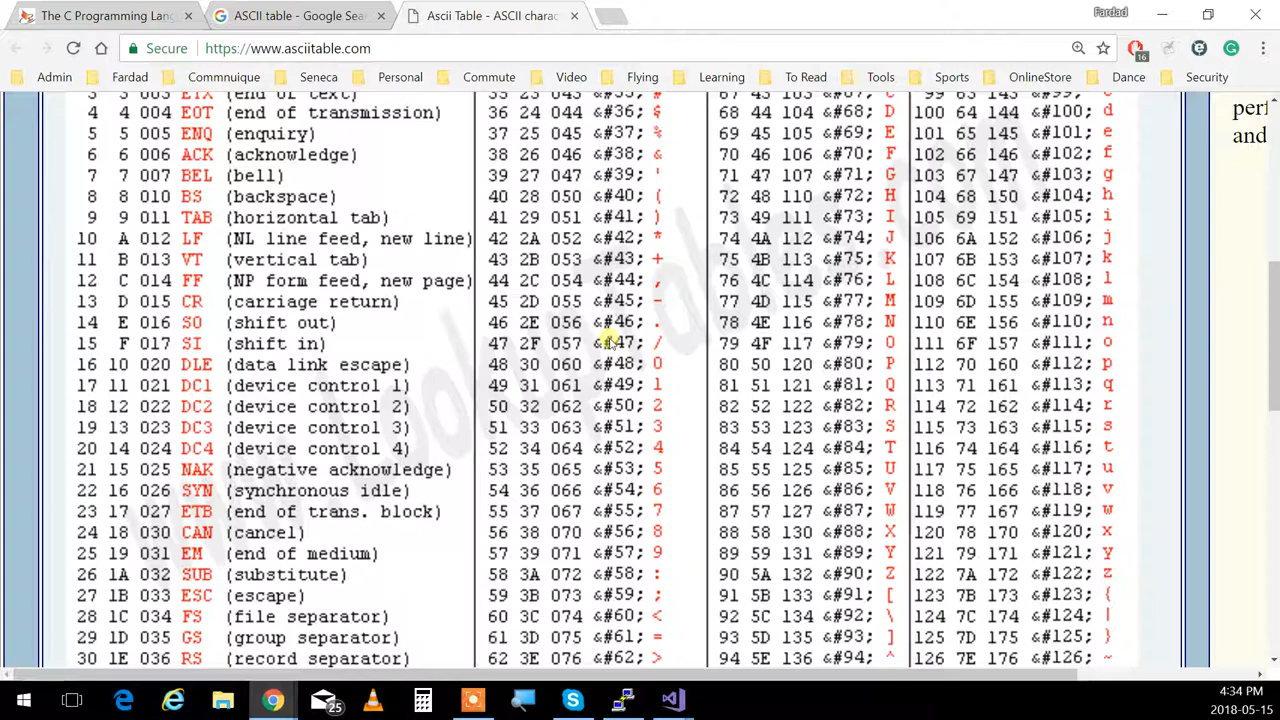 The C Programming Lang
ASCII table - Google Sea
Ascii Table - ASCII charac
Fardad
Secure
https://www.asciitable.com
16
Admin
Fardad
Commnuique
Seneca
Personal
Commute
Video
Flying
Learning
To Read
Tools
Sports
OnlineStore
Dance
Security
3 3 003 ETX (end of text) 35 23 043 &#35; # 67 43 103 &#67; C 99 63 143 &#99; c
4 4 004 EOT (end of transmission) 36 24 044 &#36; $ 68 44 104 &#68; D 100 64 144 &#100; d
5 5 005 ENQ (enquiry) 37 25 045 &#37; % 69 45 105 &#69; E 101 65 145 &#101; e
6 6 006 ACK (acknowledge) 38 26 046 &#38; & 70 46 106 &#70; F 102 66 146 &#102; f
7 7 007 BEL (bell) 39 27 047 &#39; ' 71 47 107 &#71; G 103 67 147 &#103; g
8 8 010 BS (backspace) 40 28 050 &#40; ( 72 48 110 &#72; H 104 68 150 &#104; h
9 9 011 TAB (horizontal tab) 41 29 051 &#41; ) 73 49 111 &#73; I 105 69 151 &#105; i
10 A 012 LF (NL line feed, new line) 42 2A 052 &#42; * 74 4A 112 &#74; J 106 6A 152 &#106; j
11 B 013 VT (vertical tab) 43 2B 053 &#43; + 75 4B 113 &#75; K 107 6B 153 &#107; k
12 C 014 FF (NP form feed, new page) 44 2C 054 &#44; , 76 4C 114 &#76; L 108 6C 154 &#108; l
13 D 015 CR (carriage return) 45 2D 055 &#45; - 77 4D 115 &#77; M 109 6D 155 &#109; m
14 E 016 SO (shift out) 46 2E 056 &#46; . 78 4E 116 &#78; N 110 6E 156 &#110; n
15 F 017 SI (shift in) 47 2F 057 &#47; / 79 4F 117 &#79; O 111 6F 157 &#111; o
16 10 020 DLE (data link escape) 48 30 060 &#48; 0 80 50 120 &#80; P 112 70 160 &#112; p
17 11 021 DC1 (device control 1) 49 31 061 &#49; 1 81 51 121 &#81; Q 113 71 161 &#113; q
18 12 022 DC2 (device control 2) 50 32 062 &#50; 2 82 52 122 &#82; R 114 72 162 &#114; r
19 13 023 DC3 (device control 3) 51 33 063 &#51; 3 83 53 123 &#83; S 115 73 163 &#115; s
20 14 024 DC4 (device control 4) 52 34 064 &#52; 4 84 54 124 &#84; T 116 74 164 &#116; t
21 15 025 NAK (negative acknowledge) 53 35 065 &#53; 5 85 55 125 &#85; U 117 75 165 &#117; u
22 16 026 SYN (synchronous idle) 54 36 066 &#54; 6 86 56 126 &#86; V 118 76 166 &#118; v
23 17 027 ETB (end of trans. block) 55 37 067 &#55; 7 87 57 127 &#87; W 119 77 167 &#119; w
24 18 030 CAN (cancel) 56 38 070 &#56; 8 88 58 130 &#88; X 120 78 170 &#120; x
25 19 031 EM (end of medium) 57 39 071 &#57; 9 89 59 131 &#89; Y 121 79 171 &#121; y
26 1A 032 SUB (substitute) 58 3A 072 &#58; : 90 5A 132 &#90; Z 122 7A 172 &#122; z
27 1B 033 ESC (escape) 59 3B 073 &#59; ; 91 5B 133 &#91; [ 123 7B 173 &#123; {
28 1C 034 FS (file separator) 60 3C 074 &#60; < 92 5C 134 &#92; \ 124 7C 174 &#124; |
29 1D 035 GS (group separator) 61 3D 075 &#61; = 93 5D 135 &#93; ] 125 7D 175 &#125; }
30 1E 036 RS (record separator) 62 3E 076 &#62; > 94 5E 136 &#94; ^ 126 7E 176 &#126; ~
www.LookupTables.com
perf
and
25
4:34 PM
2018-05-15